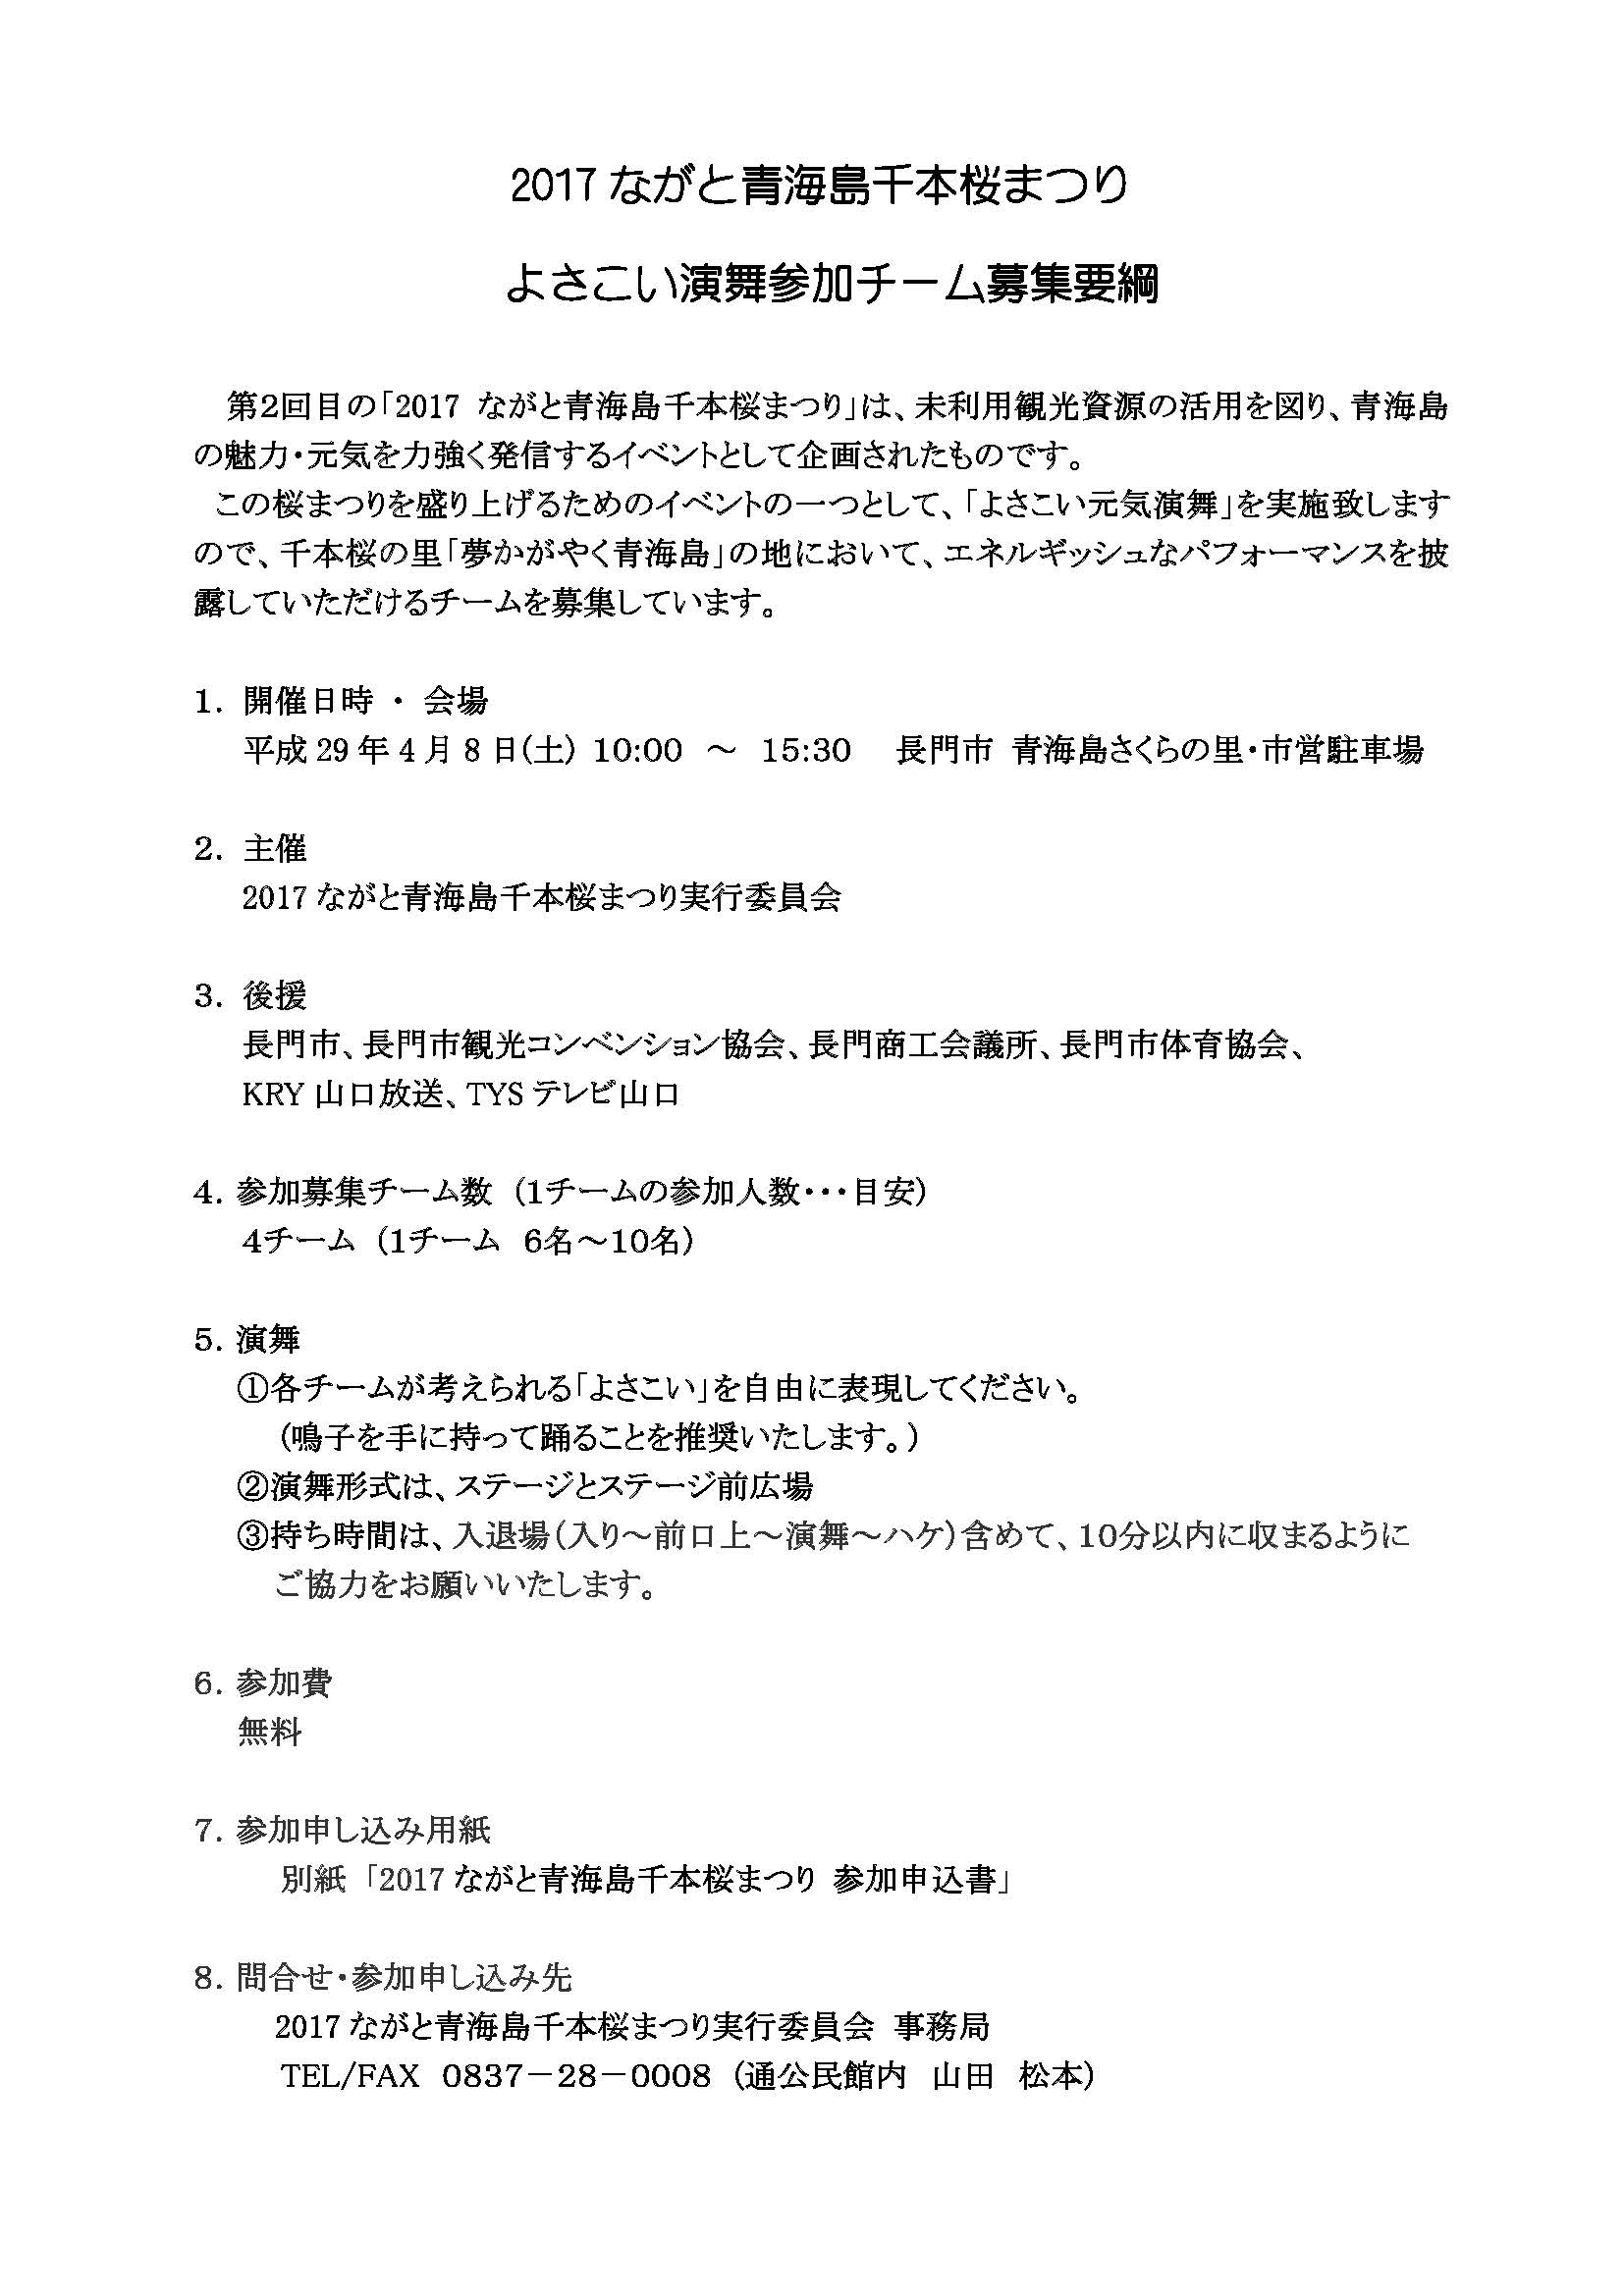 2017 ながと青海島千本桜まつり
よさこい演舞参加チーム募集要綱
第2回目の「2017 ながと青海島千本桜まつり」は、未利用観光資源の活用を図り、青海島
の魅力・元気を力強く発信するイベントとして企画されたものです。
この桜まつりを盛り上げるためのイベントの一つとして、「よさこい元気演舞」を実施致します
ので、千本桜の里「夢かがやく青海島」の地において、エネルギッシュなパフォーマンスを披
露していただけるチームを募集しています。
1. 開催日時 ・ 会場
平成 29 年 4 月 8 日(土) 10:00 ～ 15:30 長門市 青海島さくらの里・市営駐車場
2. 主催
2017 ながと青海島千本桜まつり実行委員会
3. 後援
長門市、長門市観光コンベンション協会、長門商工会議所、長門市体育協会、
KRY 山口放送、TYS テレビ山口
4. 参加募集チーム数 (1チームの参加人数・・・目安)
4チーム (1チーム 6名～10名)
5. 演舞
①各チームが考えられる「よさこい」を自由に表現してください。
(鳴子を手に持って踊ることを推奨いたします。)
②演舞形式は、ステージとステージ前広場
③持ち時間は、入退場(入り～前口上～演舞～ハケ)含めて、10分以内に収まるように
ご協力をお願いいたします。
6. 参加費
無料
7. 参加申し込み用紙
別紙 「2017 ながと青海島千本桜まつり 参加申込書」
8. 問合せ・参加申し込み先
2017 ながと青海島千本桜まつり実行委員会 事務局
TEL/FAX 0837－28－0008 (通公民館内 山田 松本)